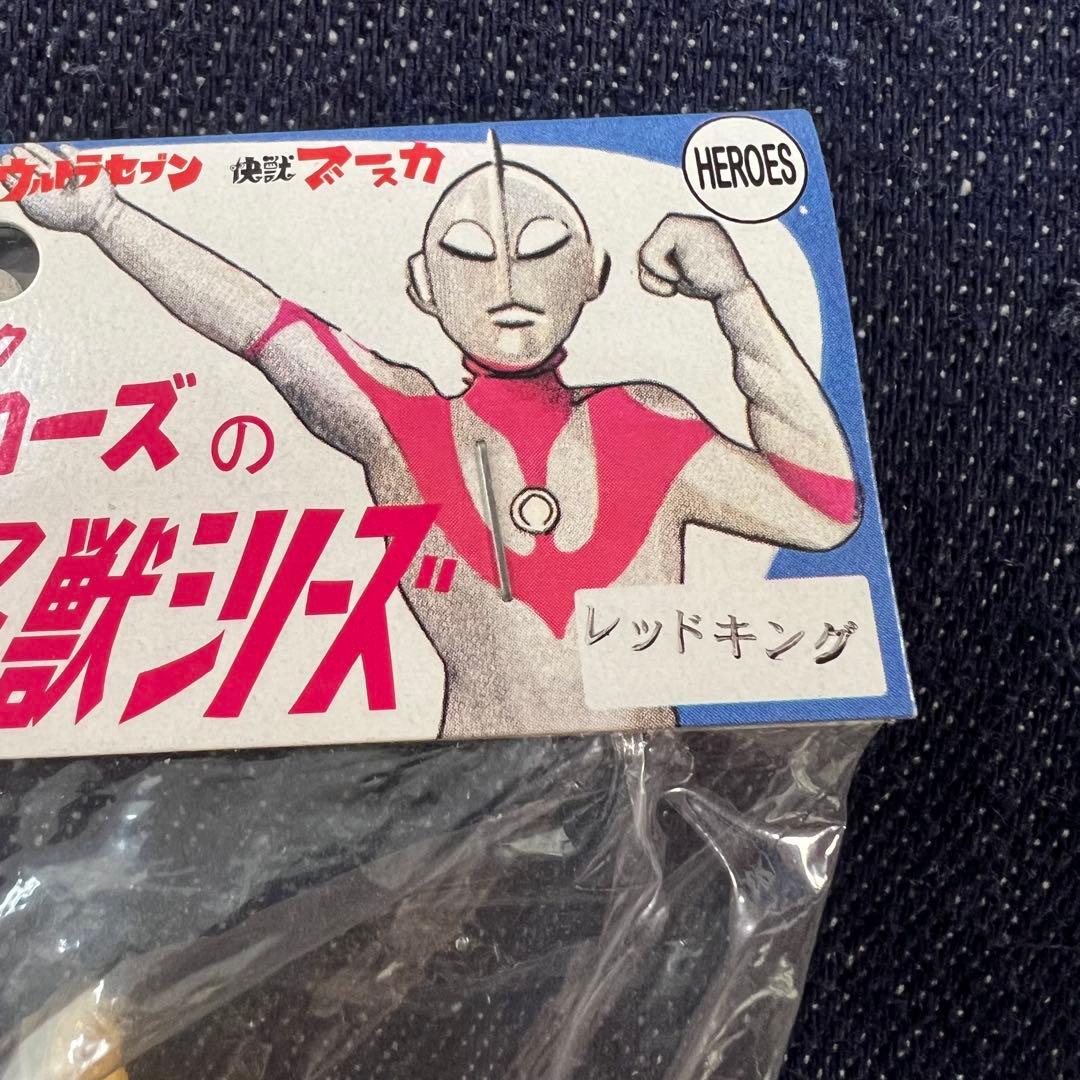 ウルトラセブン 快獣ブースカ
HEROES
ク
ローズの
獣シリーズ
レッドキング